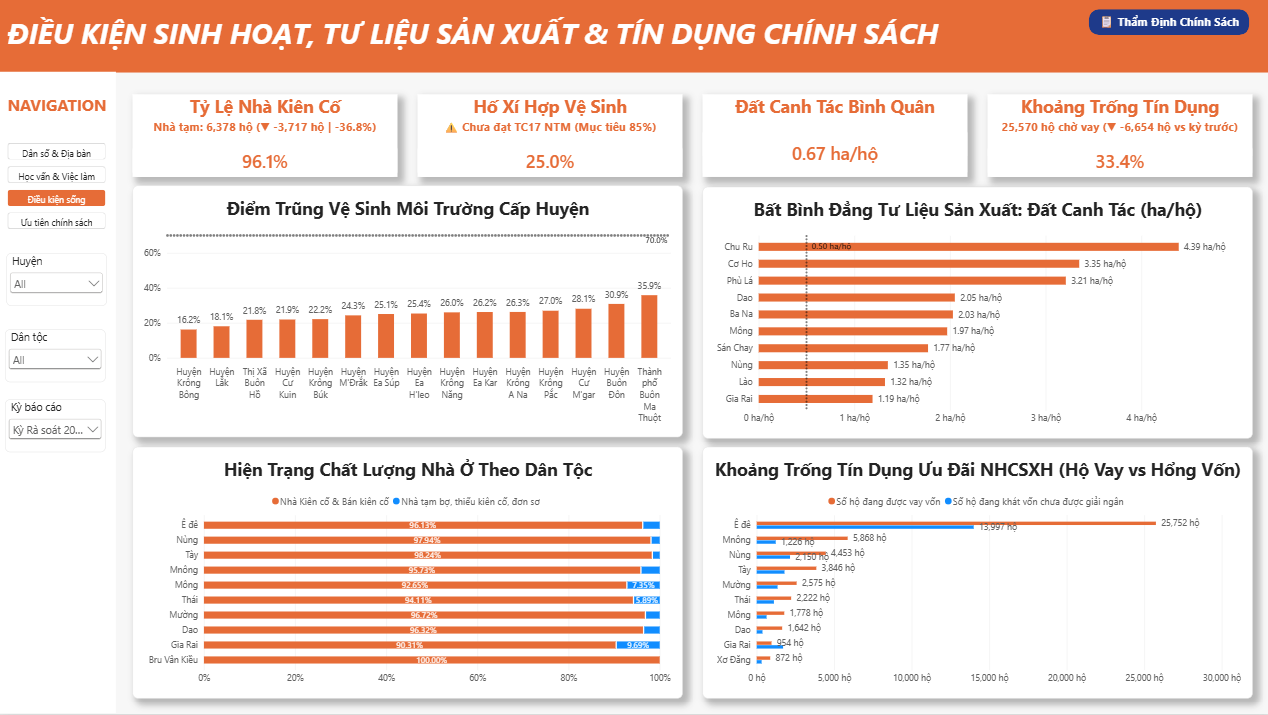 ĐIỀU KIỆN SINH HOẠT, TƯ LIỆU SẢN XUẤT & TÍN DỤNG CHÍNH SÁCH
📋 Thẩm Định Chính Sách
NAVIGATION
Dân số & Địa bàn
Học vấn & Việc làm
Điều kiện sống
Ưu tiên chính sách
Huyện
All
Dân tộc
All
Kỳ báo cáo
Kỳ Rà soát 20...
Tỷ Lệ Nhà Kiên Cố
Nhà tạm: 6,378 hộ (▼ -3,717 hộ | -36.8%)
96.1%
Hố Xí Hợp Vệ Sinh
⚠️ Chưa đạt TC17 NTM (Mục tiêu 85%)
25.0%
Đất Canh Tác Bình Quân
0.67 ha/hộ
Khoảng Trống Tín Dụng
25,570 hộ chờ vay (▼ -6,654 hộ vs kỳ trước)
33.4%
Điểm Trũng Vệ Sinh Môi Trường Cấp Huyện
70.0%
60%
40%
20%
0%
16.2%
18.1%
21.8%
21.9%
22.2%
24.3%
25.1%
25.4%
26.0%
26.2%
26.3%
27.0%
28.1%
30.9%
35.9%
Huyện Krông Bông
Huyện Lắk
Thị Xã Buôn Hồ
Huyện Cư Kuin
Huyện Krông Búk
Huyện M'Đrắk
Huyện Ea Súp
Huyện Ea H'leo
Huyện Krông Năng
Huyện Ea Kar
Huyện Krông A Na
Huyện Krông Pắc
Huyện Cư M'gar
Huyện Buôn Đôn
Thành phố Buôn Ma Thuột
Bất Bình Đẳng Tư Liệu Sản Xuất: Đất Canh Tác (ha/hộ)
0.50 ha/hộ
Chu Ru 4.39 ha/hộ
Cơ Ho 3.35 ha/hộ
Phù Lá 3.21 ha/hộ
Dao 2.05 ha/hộ
Ba Na 2.03 ha/hộ
Mông 1.97 ha/hộ
Sán Chay 1.77 ha/hộ
Nùng 1.35 ha/hộ
Lào 1.32 ha/hộ
Gia Rai 1.19 ha/hộ
0 ha/hộ 1 ha/hộ 2 ha/hộ 3 ha/hộ 4 ha/hộ
Hiện Trạng Chất Lượng Nhà Ở Theo Dân Tộc
Nhà Kiên cố & Bán kiên cố Nhà tạm bợ, thiếu kiên cố, đơn sơ
Ê đê 96.13%
Nùng 97.94%
Tày 98.24%
Mnông 95.73%
Mông 92.65% 7.35%
Thái 94.11% 5.89%
Mường 96.72%
Dao 96.32%
Gia Rai 90.31% 9.69%
Bru Vân Kiều 100.00%
0% 20% 40% 60% 80% 100%
Khoảng Trống Tín Dụng Ưu Đãi NHCSXH (Hộ Vay vs Hổng Vốn)
Số hộ đang được vay vốn Số hộ đang khát vốn chưa được giải ngân
Ê đê 25,752 hộ
13,997 hộ
Mnông 5,868 hộ
1,226 hộ
Nùng 4,453 hộ
2,150 hộ
Tày 3,846 hộ
Mường 2,575 hộ
Thái 2,222 hộ
Mông 1,778 hộ
Dao 1,642 hộ
Gia Rai 954 hộ
Xơ Đăng 872 hộ
0 hộ 5,000 hộ 10,000 hộ 15,000 hộ 20,000 hộ 25,000 hộ 30,000 hộ